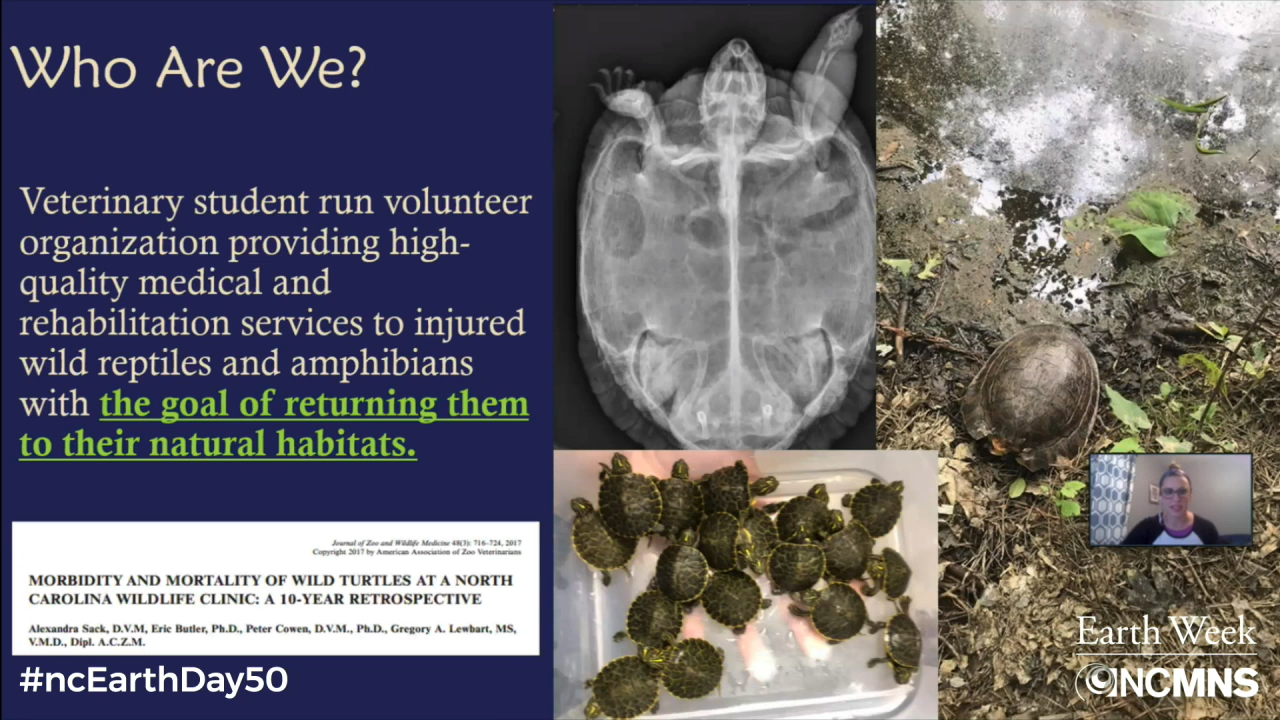 Who Are We?
Veterinary student run volunteer
organization providing high-
quality medical and
rehabilitation services to injured
wild reptiles and amphibians
with the goal of returning them
to their natural habitats.
Journal of Zoo and Wildlife Medicine 48(3): 716–724, 2017
Copyright 2017 by American Association of Zoo Veterinarians
MORBIDITY AND MORTALITY OF WILD TURTLES AT A NORTH
CAROLINA WILDLIFE CLINIC: A 10-YEAR RETROSPECTIVE
Alexandra Sack, D.V.M, Eric Butler, Ph.D., Peter Cowen, D.V.M., Ph.D., Gregory A. Lewbart, MS,
V.M.D., Dipl. A.C.Z.M.
#ncEarthDay50
Earth Week
NCMNS